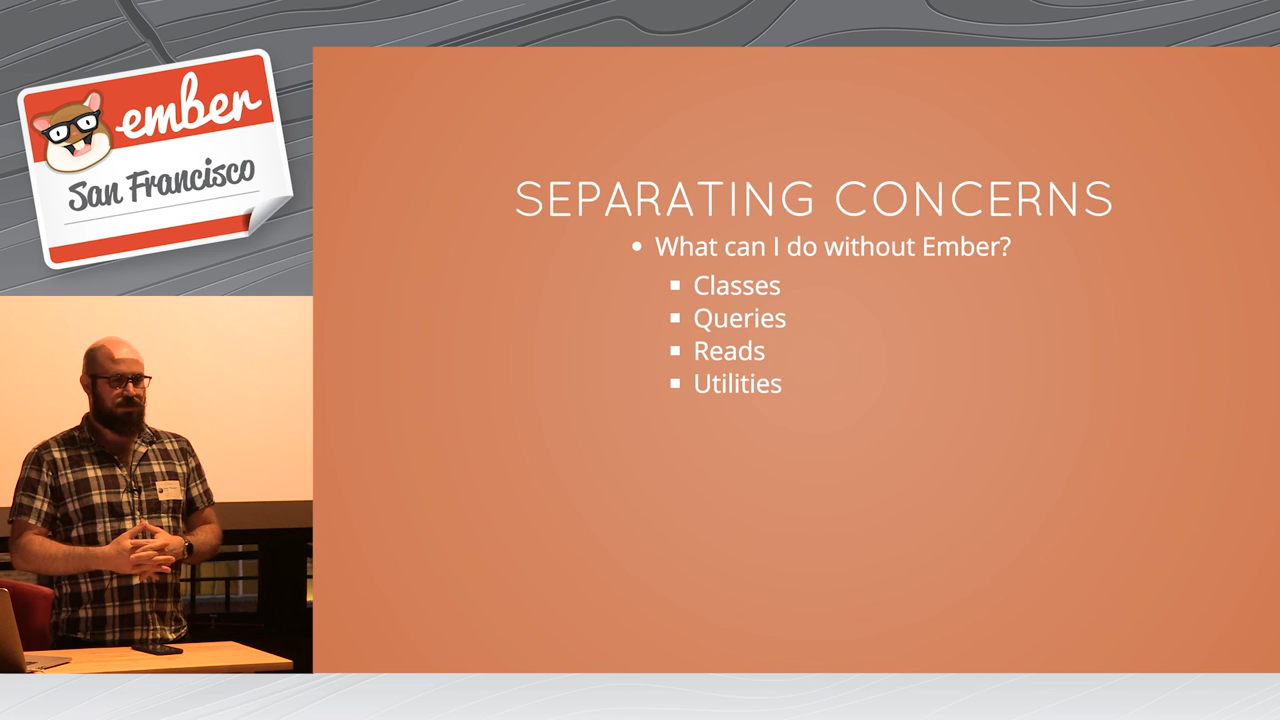 ember
San Francisco
SEPARATING CONCERNS
• What can I do without Ember?
▪ Classes
▪ Queries
▪ Reads
▪ Utilities